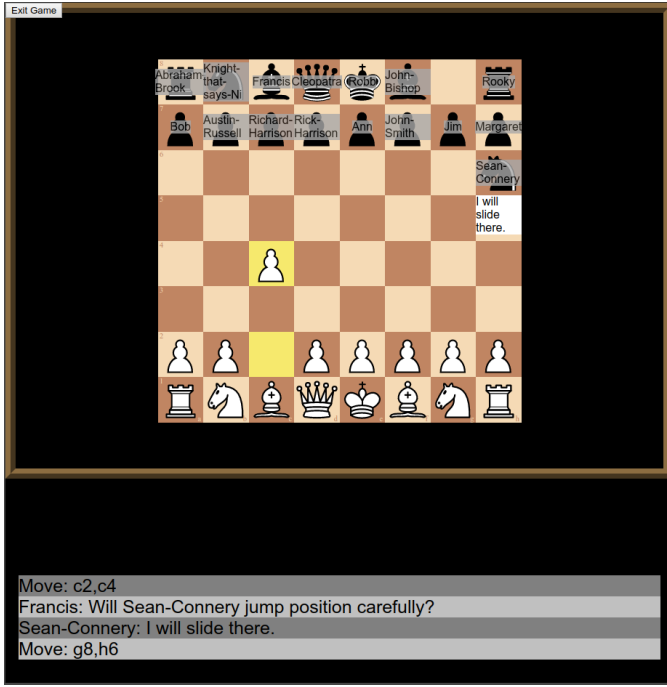 Exit Game
Abraham Brook
Knight-that-says-Ni
Francis
Cleopatra
Robb
John-Bishop
Rooky
Bob
Austin-Russell
Richard-Harrison
Rick-Harrison
Ann
John-Smith
Jim
Margaret
Sean-Connery
I will
slide
there.
Move: c2,c4
Francis: Will Sean-Connery jump position carefully?
Sean-Connery: I will slide there.
Move: g8,h6